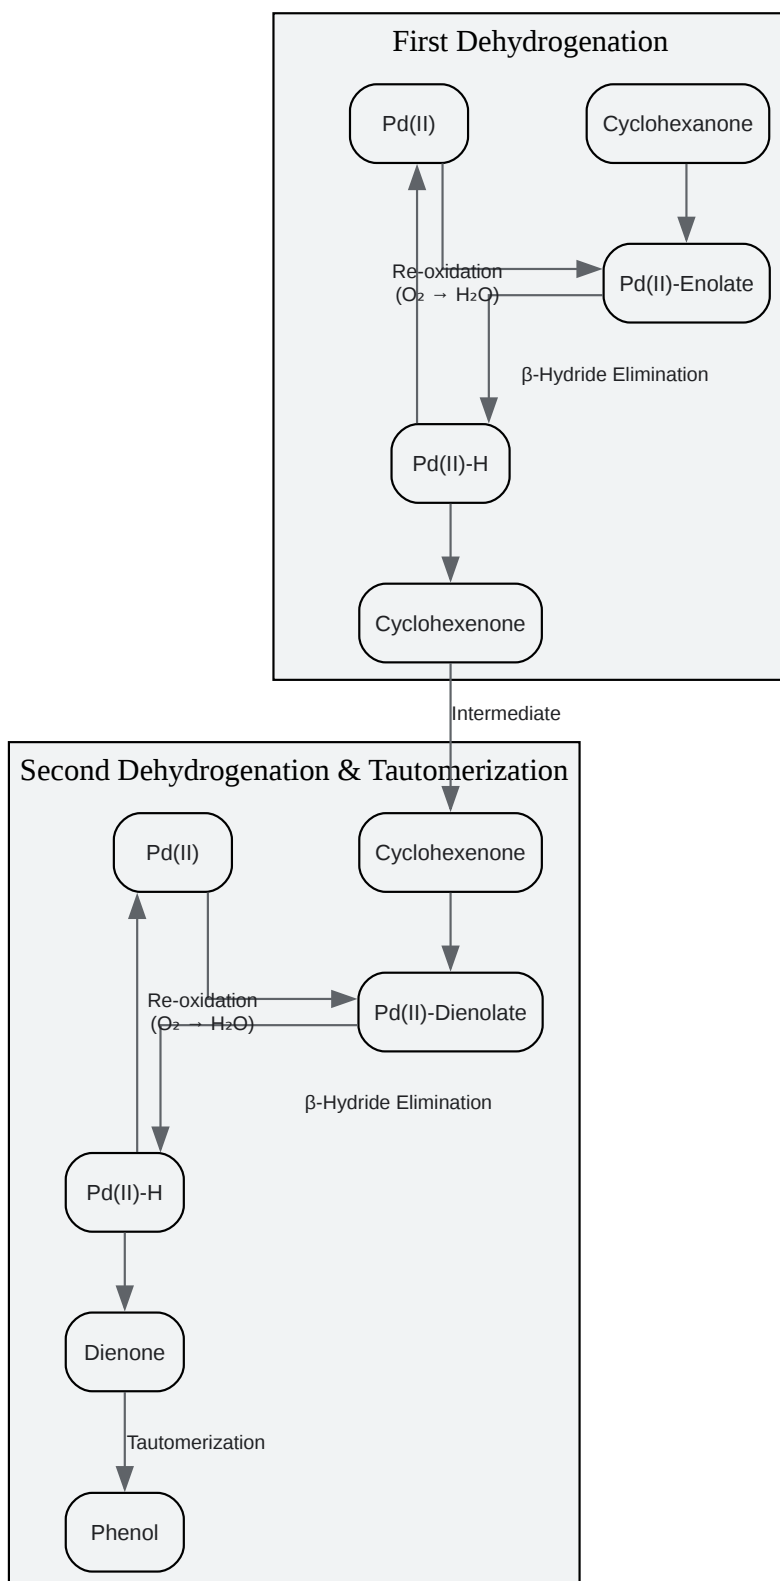 First Dehydrogenation
Pd(II)
Cyclohexanone
Re-oxidation
(O₂ → H₂O)
Pd(II)-Enolate
β-Hydride Elimination
Pd(II)-H
Cyclohexenone
Intermediate
Second Dehydrogenation & Tautomerization
Pd(II)
Cyclohexenone
Re-oxidation
(O₂ → H₂O)
Pd(II)-Dienolate
β-Hydride Elimination
Pd(II)-H
Dienone
Tautomerization
Phenol